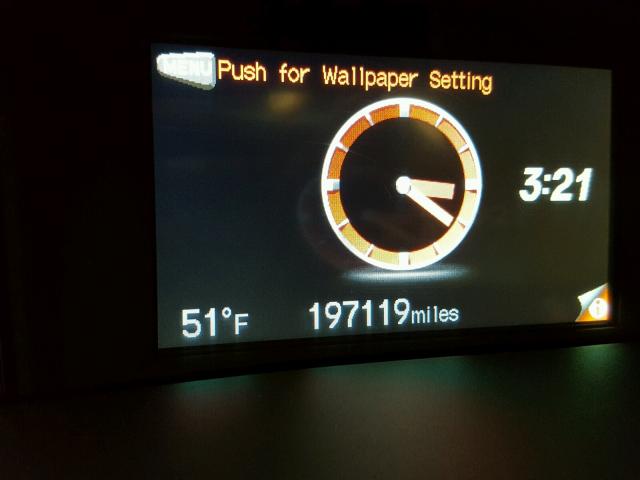 MENU Push for Wallpaper Setting
3:21
51°F 197119miles
i